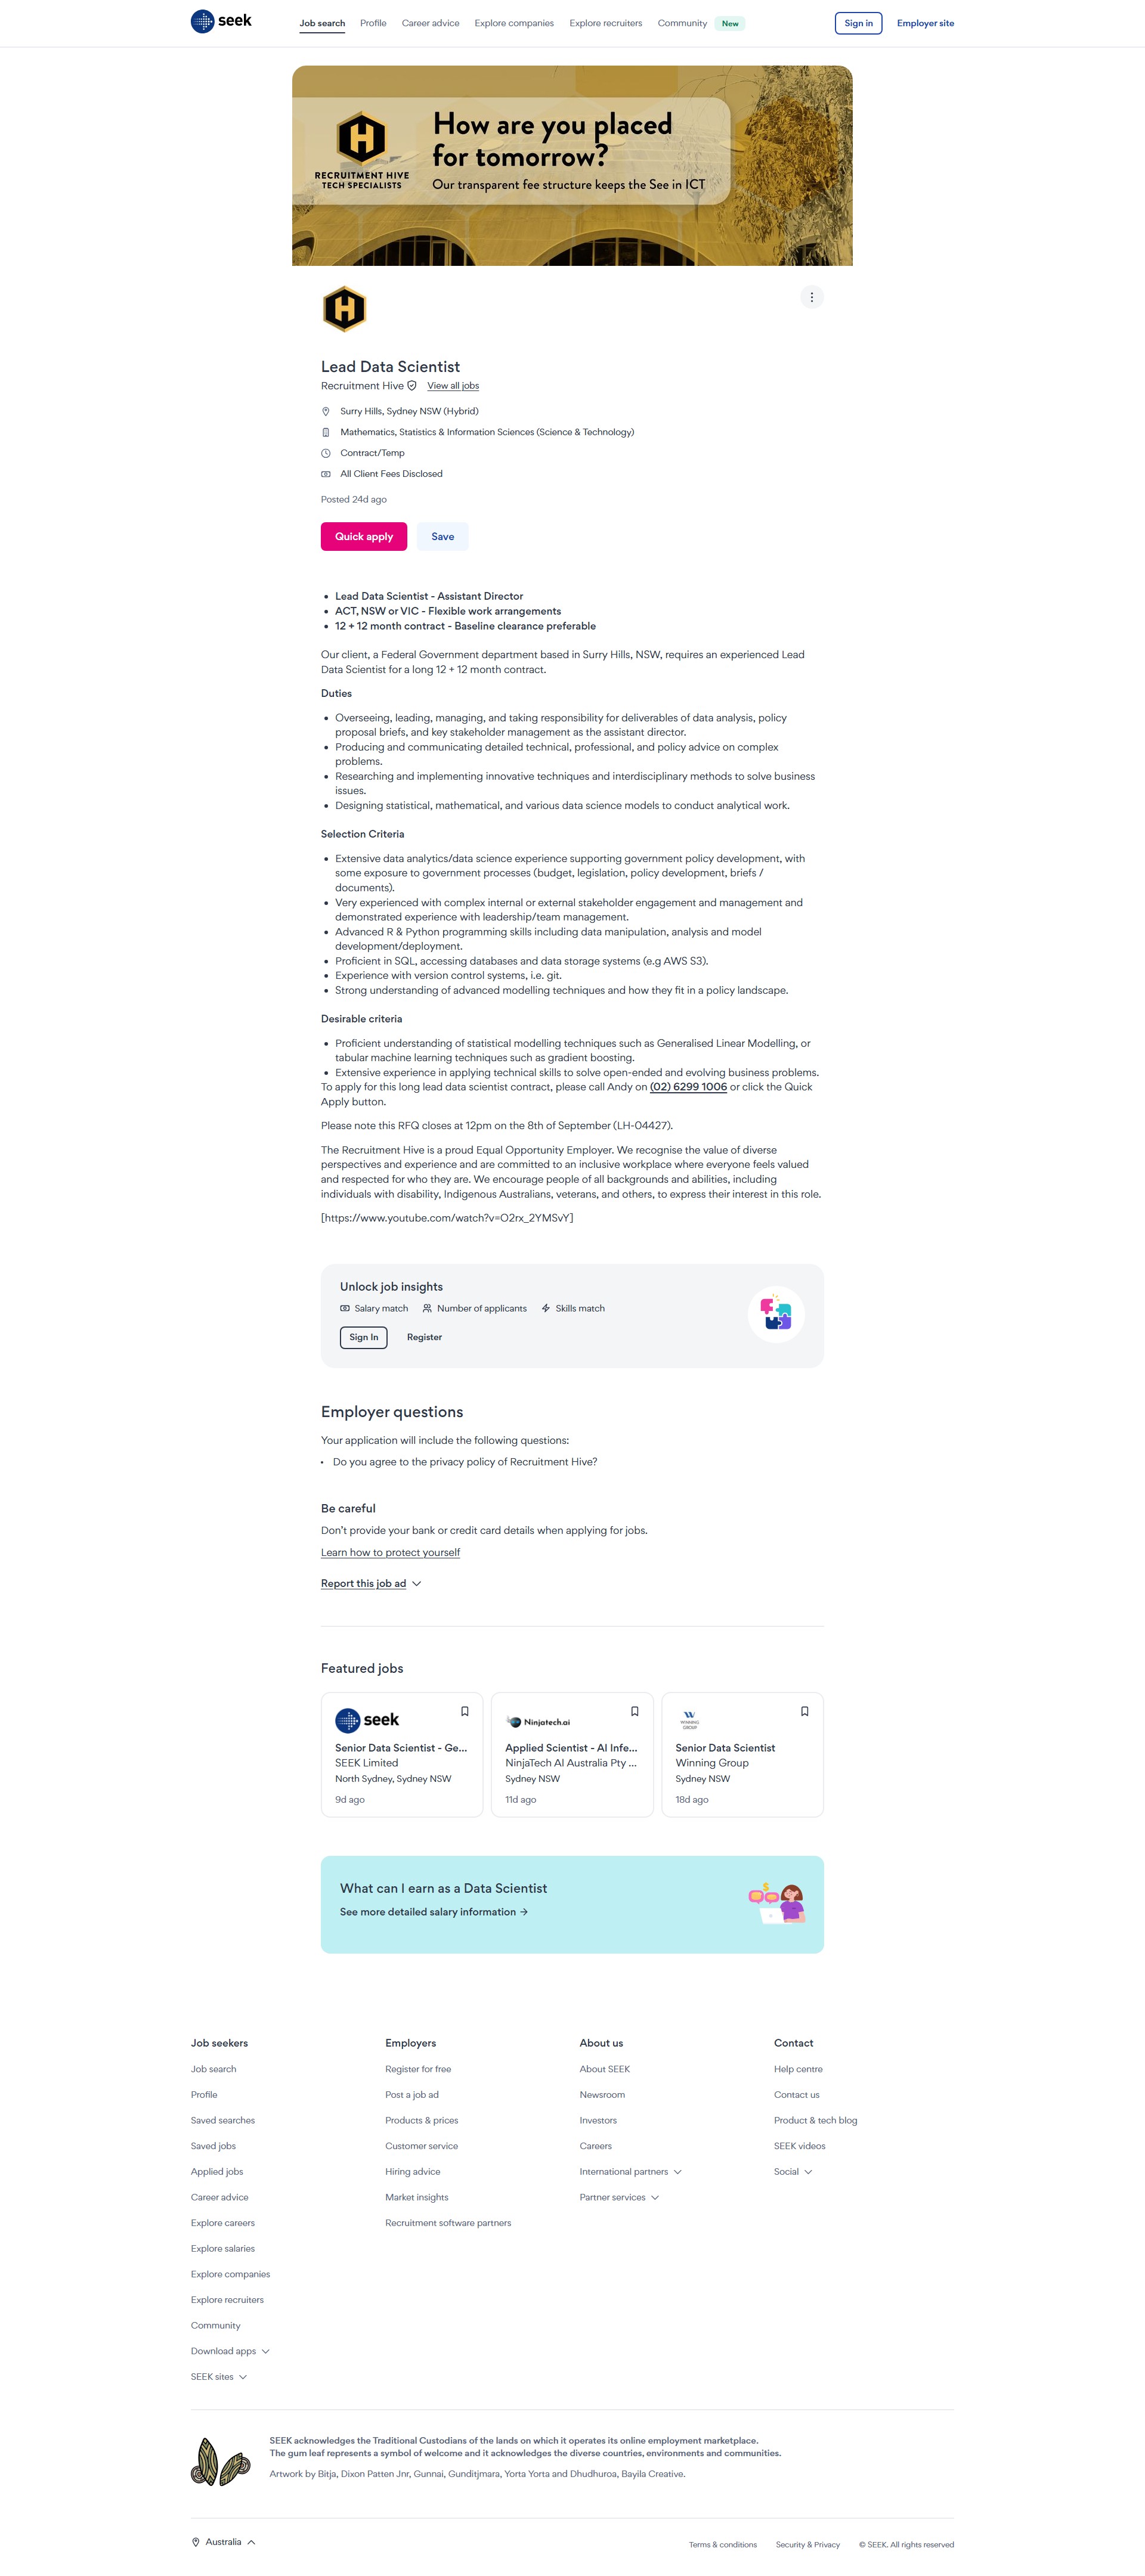 seek
Job search
Profile
Career advice
Explore companies
Explore recruiters
Community
New
Sign in
Employer site
H
RECRUITMENT HIVE
TECH SPECIALISTS
How are you placed
for tomorrow?
Our transparent fee structure keeps the See in ICT
H
Lead Data Scientist
Recruitment Hive
View all jobs
Surry Hills, Sydney NSW (Hybrid)
Mathematics, Statistics & Information Sciences (Science & Technology)
Contract/Temp
All Client Fees Disclosed
Posted 24d ago
Quick apply
Save
• Lead Data Scientist - Assistant Director
• ACT, NSW or VIC - Flexible work arrangements
• 12 + 12 month contract - Baseline clearance preferable
Our client, a Federal Government department based in Surry Hills, NSW, requires an experienced Lead
Data Scientist for a long 12 + 12 month contract.
Duties
• Overseeing, leading, managing, and taking responsibility for deliverables of data analysis, policy
proposal briefs, and key stakeholder management as the assistant director.
• Producing and communicating detailed technical, professional, and policy advice on complex
problems.
• Researching and implementing innovative techniques and interdisciplinary methods to solve business
issues.
• Designing statistical, mathematical, and various data science models to conduct analytical work.
Selection Criteria
• Extensive data analytics/data science experience supporting government policy development, with
some exposure to government processes (budget, legislation, policy development, briefs /
documents).
• Very experienced with complex internal or external stakeholder engagement and management and
demonstrated experience with leadership/team management.
• Advanced R & Python programming skills including data manipulation, analysis and model
development/deployment.
• Proficient in SQL, accessing databases and data storage systems (e.g AWS S3).
• Experience with version control systems, i.e. git.
• Strong understanding of advanced modelling techniques and how they fit in a policy landscape.
Desirable criteria
• Proficient understanding of statistical modelling techniques such as Generalised Linear Modelling, or
tabular machine learning techniques such as gradient boosting.
• Extensive experience in applying technical skills to solve open-ended and evolving business problems.
To apply for this long lead data scientist contract, please call Andy on (02) 6299 1006 or click the Quick
Apply button.
Please note this RFQ closes at 12pm on the 8th of September (LH-04427).
The Recruitment Hive is a proud Equal Opportunity Employer. We recognise the value of diverse
perspectives and experience and are committed to an inclusive workplace where everyone feels valued
and respected for who they are. We encourage people of all backgrounds and abilities, including
individuals with disability, Indigenous Australians, veterans, and others, to express their interest in this role.
[https://www.youtube.com/watch?v=O2rx_2YMSvY]
Unlock job insights
Salary match
Number of applicants
Skills match
Sign In
Register
Employer questions
Your application will include the following questions:
• Do you agree to the privacy policy of Recruitment Hive?
Be careful
Don't provide your bank or credit card details when applying for jobs.
Learn how to protect yourself
Report this job ad
Featured jobs
seek
Senior Data Scientist - Ge...
SEEK Limited
North Sydney, Sydney NSW
9d ago
Ninjatech.ai
Applied Scientist - AI Infe...
NinjaTech AI Australia Pty ...
Sydney NSW
11d ago
W
WINNING
GROUP
Senior Data Scientist
Winning Group
Sydney NSW
18d ago
What can I earn as a Data Scientist
See more detailed salary information →
$
Job seekers
Job search
Profile
Saved searches
Saved jobs
Applied jobs
Career advice
Explore careers
Explore salaries
Explore companies
Explore recruiters
Community
Download apps
SEEK sites
Employers
Register for free
Post a job ad
Products & prices
Customer service
Hiring advice
Market insights
Recruitment software partners
About us
About SEEK
Newsroom
Investors
Careers
International partners
Partner services
Contact
Help centre
Contact us
Product & tech blog
SEEK videos
Social
SEEK acknowledges the Traditional Custodians of the lands on which it operates its online employment marketplace.
The gum leaf represents a symbol of welcome and it acknowledges the diverse countries, environments and communities.
Artwork by Bitja, Dixon Patten Jnr, Gunnai, Gunditjmara, Yorta Yorta and Dhudhuroa, Bayila Creative.
Australia
Terms & conditions
Security & Privacy
© SEEK. All rights reserved